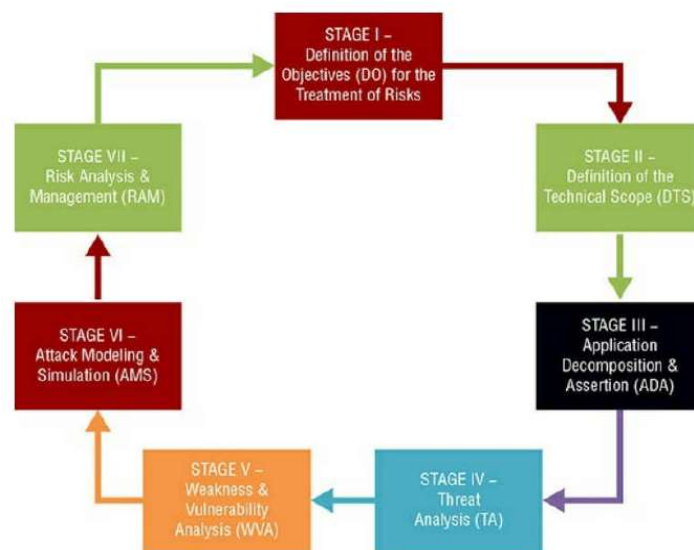 STAGE I –
Definition of the
Objectives (DO) for the
Treatment of Risks
STAGE II –
Definition of the
Technical Scope (DTS)
STAGE III –
Application
Decomposition &
Assertion (ADA)
STAGE IV –
Threat
Analysis (TA)
STAGE V –
Weakness &
Vulnerability
Analysis (WVA)
STAGE VI –
Attack Modeling &
Simulation (AMS)
STAGE VII –
Risk Analysis &
Management (RAM)